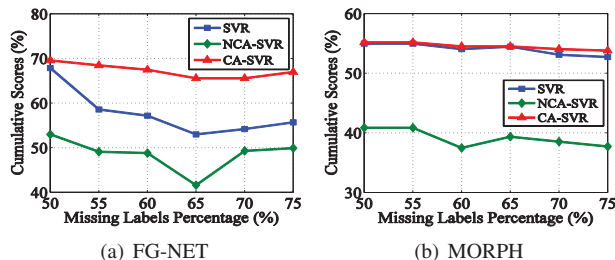 80
70
60
50
40
50 55 60 65 70 75
Cumulative Scores (%)
Missing Labels Percentage (%)
SVR
NCA-SVR
CA-SVR
(a) FG-NET
60
50
40
30
50 55 60 65 70 75
Cumulative Scores (%)
Missing Labels Percentage (%)
SVR
NCA-SVR
CA-SVR
(b) MORPH